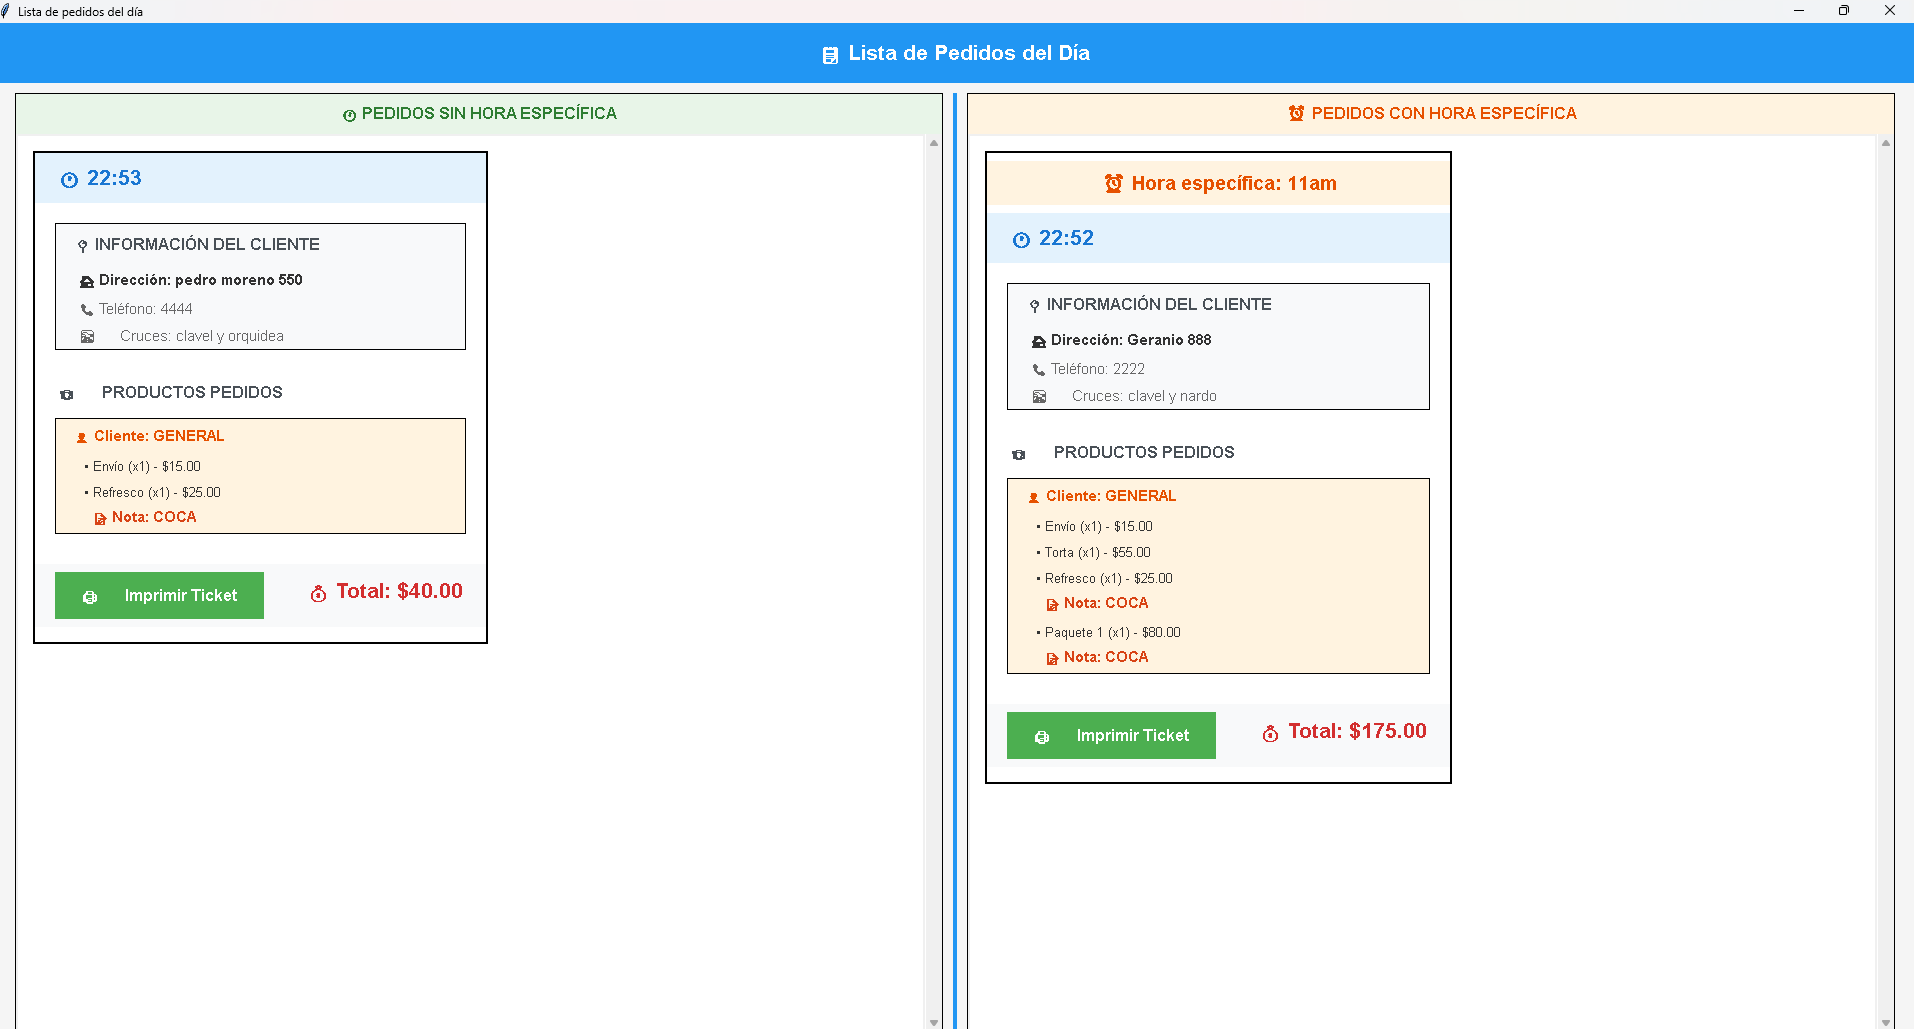 Lista de pedidos del día
Lista de Pedidos del Día
PEDIDOS SIN HORA ESPECÍFICA
22:53
INFORMACIÓN DEL CLIENTE
Dirección: pedro moreno 550
Teléfono: 4444
Cruces: clavel y orquidea
PRODUCTOS PEDIDOS
Cliente: GENERAL
• Envío (x1) - $15.00
• Refresco (x1) - $25.00
Nota: COCA
Imprimir Ticket
Total: $40.00
PEDIDOS CON HORA ESPECÍFICA
Hora específica: 11am
22:52
INFORMACIÓN DEL CLIENTE
Dirección: Geranio 888
Teléfono: 2222
Cruces: clavel y nardo
PRODUCTOS PEDIDOS
Cliente: GENERAL
• Envío (x1) - $15.00
• Torta (x1) - $55.00
• Refresco (x1) - $25.00
Nota: COCA
• Paquete 1 (x1) - $80.00
Nota: COCA
Imprimir Ticket
Total: $175.00